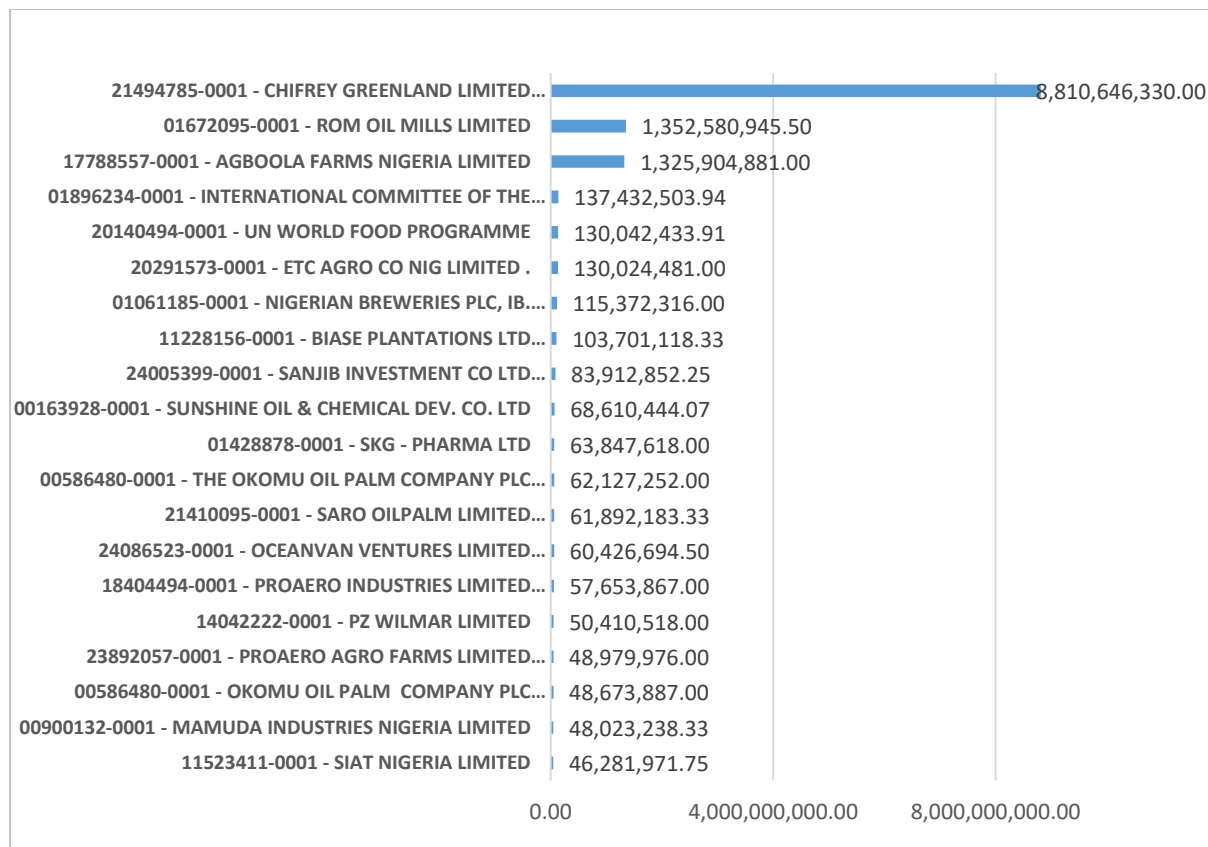 21494785-0001 - CHIFREY GREENLAND LIMITED... 8,810,646,330.00
01672095-0001 - ROM OIL MILLS LIMITED 1,352,580,945.50
17788557-0001 - AGBOOLA FARMS NIGERIA LIMITED 1,325,904,881.00
01896234-0001 - INTERNATIONAL COMMITTEE OF THE... 137,432,503.94
20140494-0001 - UN WORLD FOOD PROGRAMME 130,042,433.91
20291573-0001 - ETC AGRO CO NIG LIMITED . 130,024,481.00
01061185-0001 - NIGERIAN BREWERIES PLC, IB.... 115,372,316.00
11228156-0001 - BIASE PLANTATIONS LTD... 103,701,118.33
24005399-0001 - SANJIB INVESTMENT CO LTD... 83,912,852.25
00163928-0001 - SUNSHINE OIL & CHEMICAL DEV. CO. LTD 68,610,444.07
01428878-0001 - SKG - PHARMA LTD 63,847,618.00
00586480-0001 - THE OKOMU OIL PALM COMPANY PLC... 62,127,252.00
21410095-0001 - SARO OILPALM LIMITED... 61,892,183.33
24086523-0001 - OCEANVAN VENTURES LIMITED... 60,426,694.50
18404494-0001 - PROAERO INDUSTRIES LIMITED... 57,653,867.00
14042222-0001 - PZ WILMAR LIMITED 50,410,518.00
23892057-0001 - PROAERO AGRO FARMS LIMITED... 48,979,976.00
00586480-0001 - OKOMU OIL PALM  COMPANY PLC... 48,673,887.00
00900132-0001 - MAMUDA INDUSTRIES NIGERIA LIMITED 48,023,238.33
11523411-0001 - SIAT NIGERIA LIMITED 46,281,971.75
0.00 4,000,000,000.00 8,000,000,000.00